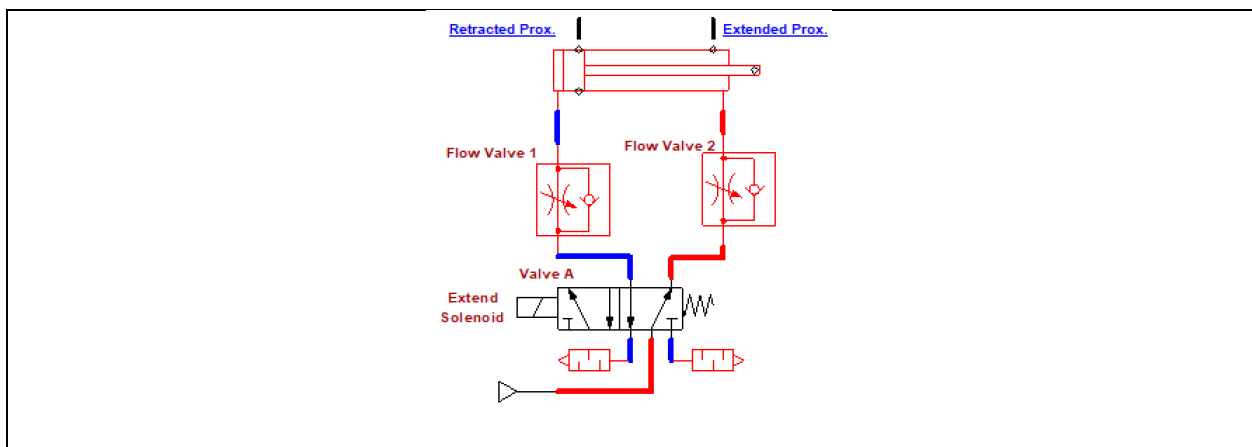 Retracted Prox.
Extended Prox.
Flow Valve 1
Flow Valve 2
Valve A
Extend
Solenoid